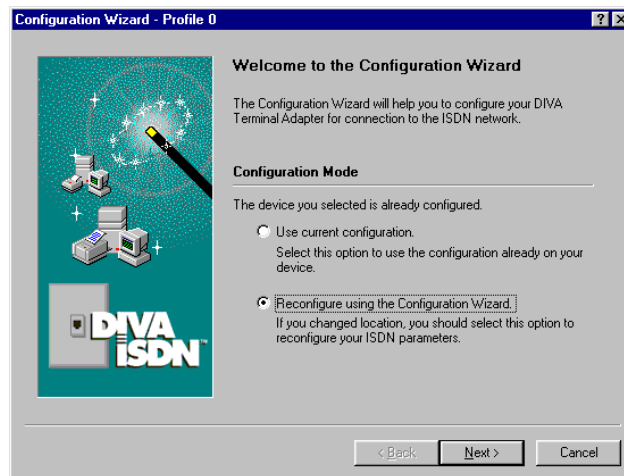 Configuration Wizard - Profile 0
Welcome to the Configuration Wizard
The Configuration Wizard will help you to configure your DIVA
Terminal Adapter for connection to the ISDN network.
Configuration Mode
The device you selected is already configured.
Use current configuration.
Select this option to use the configuration already on your
device.
Reconfigure using the Configuration Wizard.
If you changed location, you should select this option to
reconfigure your ISDN parameters.
DIVA
ISDN™
< Back
Next >
Cancel